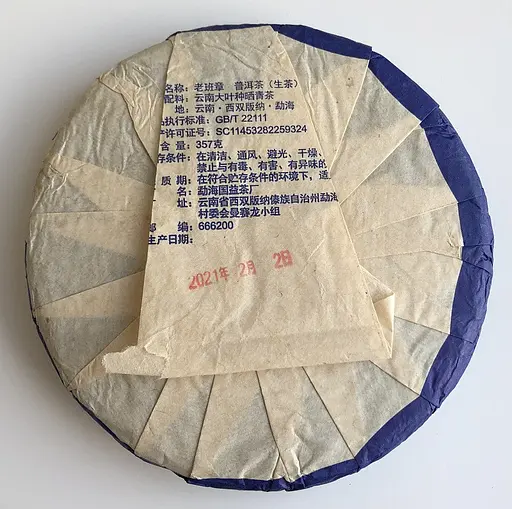 名称：老班章 普洱茶（生茶）
配料：云南大叶种晒青茶
地：云南·西双版纳·勐海
品执行标准：GB/T 22111
许可证号：SC11453282259324
含量：357克
存条件：在清洁、通风、避光、干燥、
禁止与有毒、有害、有异味的
质期：在符合贮存条件的环境下，适
名：勐海国益茶厂
址：云南省西双版纳傣族自治州勐海
村委会曼赛龙小组
邮编：666200
生产日期：
2021年 2月 2日